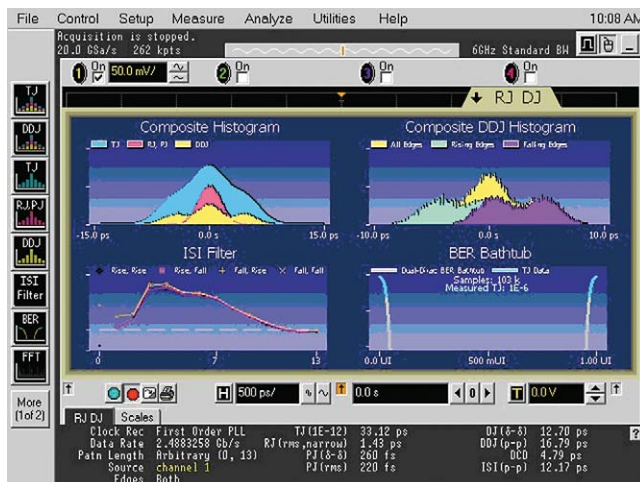 File Control Setup Measure Analyze Utilities Help 10:08 AM
Acquisition is stopped.
20.0 GSa/s 262 kpts 6GHz Standard BW
1 On 50.0 mV/ 2 On 3 On 4 On
RJ DJ
TJ
DDJ
TJ
RJ,PJ
DDJ
ISI
Filter
BER
FFT
More
(1of 2)
Composite Histogram
TJ RJ, PJ DDJ
-15.0 ps 0.0 s 15.0 ps
Composite DDJ Histogram
All Edges Rising Edges Falling Edges
-10.0 ps 0.0 s 10.0 ps
ISI Filter
Rise, Rise Rise, Fall Fall, Rise Fall, Fall
0 7 13
BER Bathtub
Dual-Dirac BER Bathtub TJ Data
Samples: 103 k
Measured TJ: 1E-6
0.0 UI 500 mUI 1.00 UI
H 500 ps/ 0.0 s 0 T 0.0 V
RJ DJ Scales
Clock Rec First Order PLL TJ(1E-12) 33.12 ps DJ(δ-δ) 12.70 ps
Data Rate 2.4883258 Gb/s RJ(rms,narrow) 1.43 ps DDJ(p-p) 16.79 ps
Patn Length Arbitrary (0, 13) PJ(δ-δ) 260 fs DCD 4.79 ps
Source channel 1 PJ(rms) 220 fs ISI(p-p) 12.17 ps
Edges Both